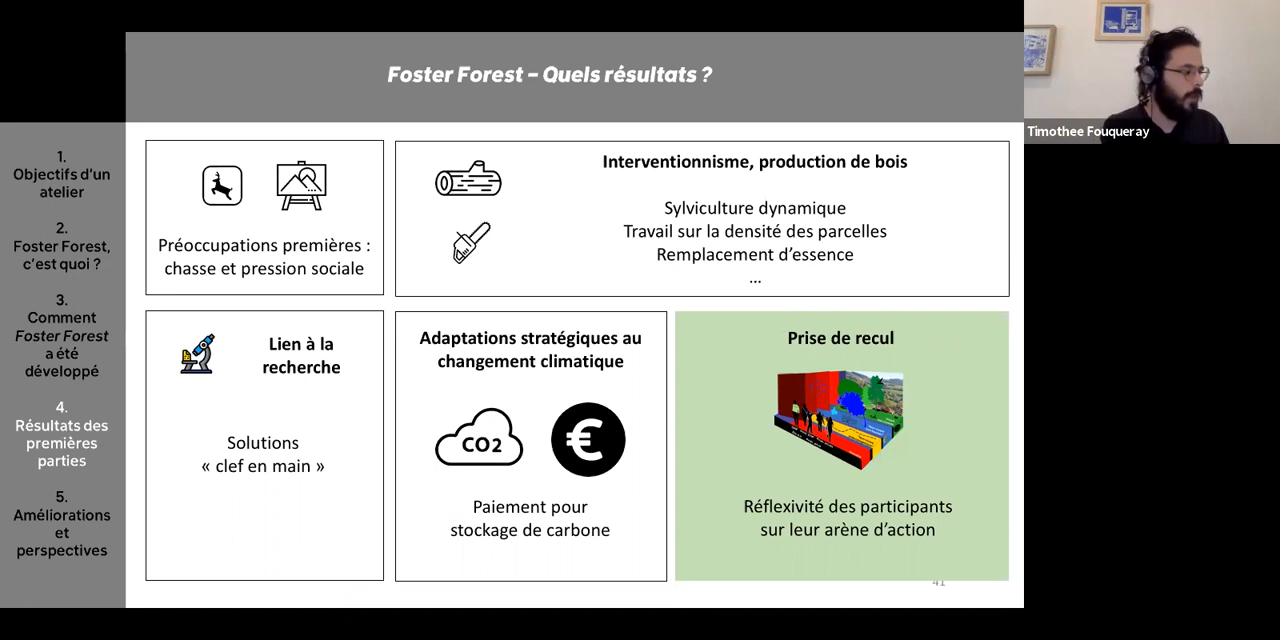 Foster Forest – Quels résultats ?
Timothee Fouqueray
1.
Objectifs d'un
atelier
2.
Foster Forest,
c'est quoi ?
3.
Comment
Foster Forest
a été
développé
4.
Résultats des
premières
parties
5.
Améliorations
et
perspectives
Préoccupations premières :
chasse et pression sociale
Interventionnisme, production de bois
Sylviculture dynamique
Travail sur la densité des parcelles
Remplacement d'essence
...
Lien à la
recherche
Solutions
« clef en main »
Adaptations stratégiques au
changement climatique
CO2
€
Paiement pour
stockage de carbone
Prise de recul
Réflexivité des participants
sur leur arène d'action
41